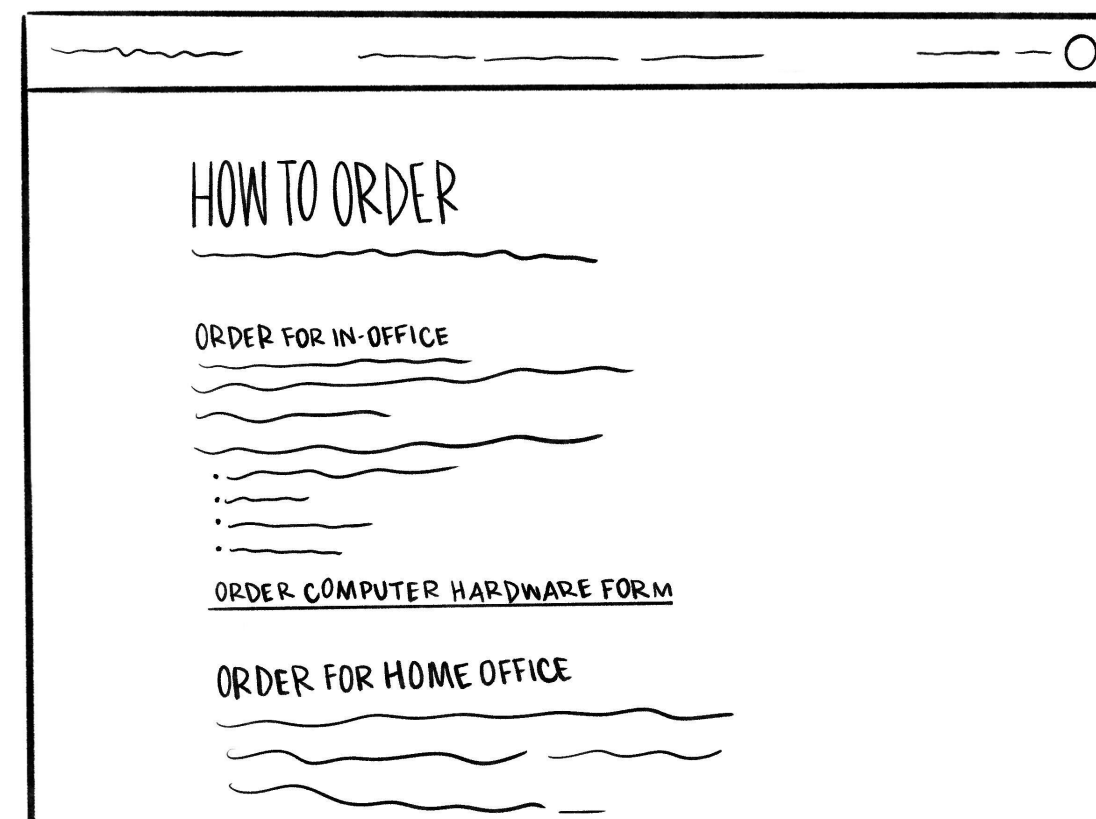 HOW TO ORDER
ORDER FOR IN-OFFICE
ORDER COMPUTER HARDWARE FORM
ORDER FOR HOME OFFICE